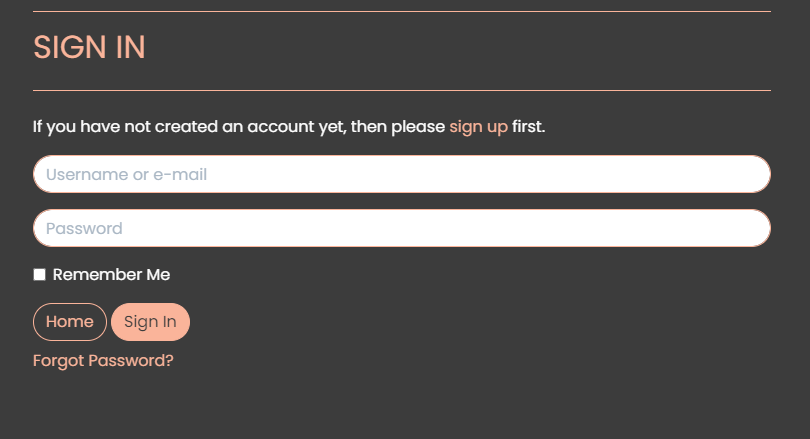 SIGN IN
If you have not created an account yet, then please sign up first.
Username or e-mail
Password
Remember Me
Home Sign In
Forgot Password?